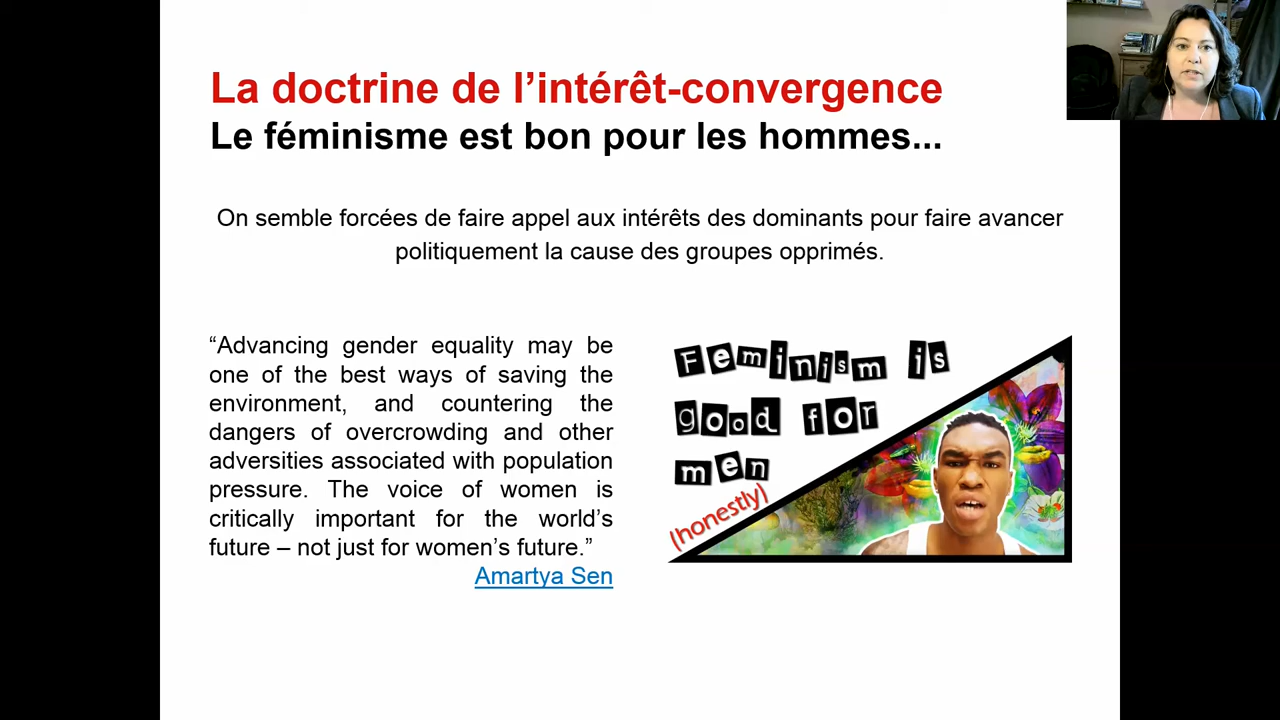 La doctrine de l’intérêt-convergence
Le féminisme est bon pour les hommes...
On semble forcées de faire appel aux intérêts des dominants pour faire avancer
politiquement la cause des groupes opprimés.
“Advancing gender equality may be
one of the best ways of saving the
environment, and countering the
dangers of overcrowding and other
adversities associated with population
pressure. The voice of women is
critically important for the world’s
future – not just for women’s future.”
Amartya Sen
Feminism is
good for
men
(honestly)